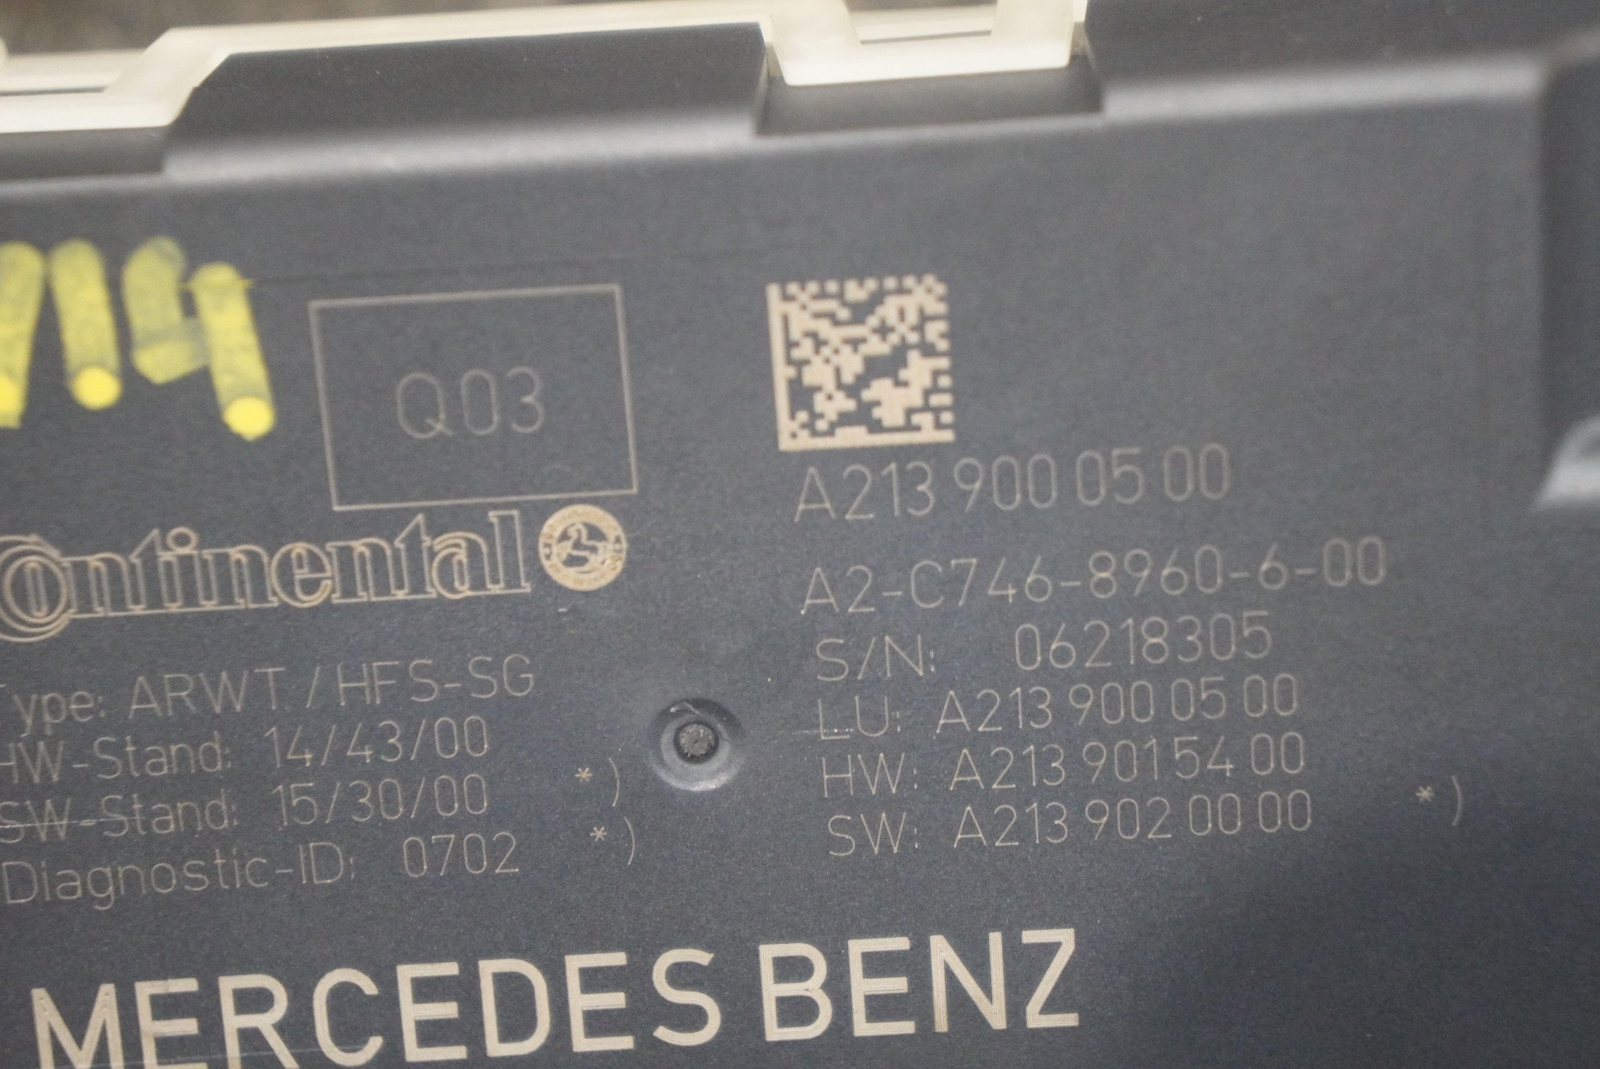 Q03
Continental
Type: ARWT/HFS-SG
HW-Stand: 14/43/00
SW-Stand: 15/30/00 *)
Diagnostic-ID: 0702 *)
A213 900 05 00
A2-C746-8960-6-00
S/N: 06218305
LU: A213 900 05 00
HW: A213 901 54 00
SW: A213 902 00 00 *)
MERCEDES BENZ